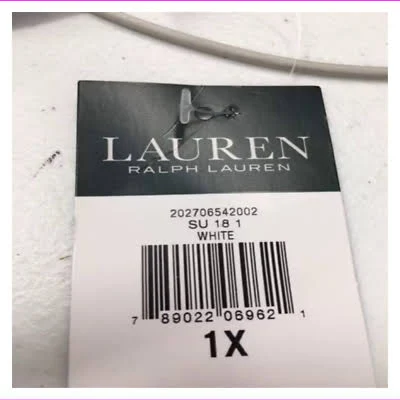 LAUREN
RALPH LAUREN
202706542002
SU 18 1
WHITE
7 89022 06962 1
1X